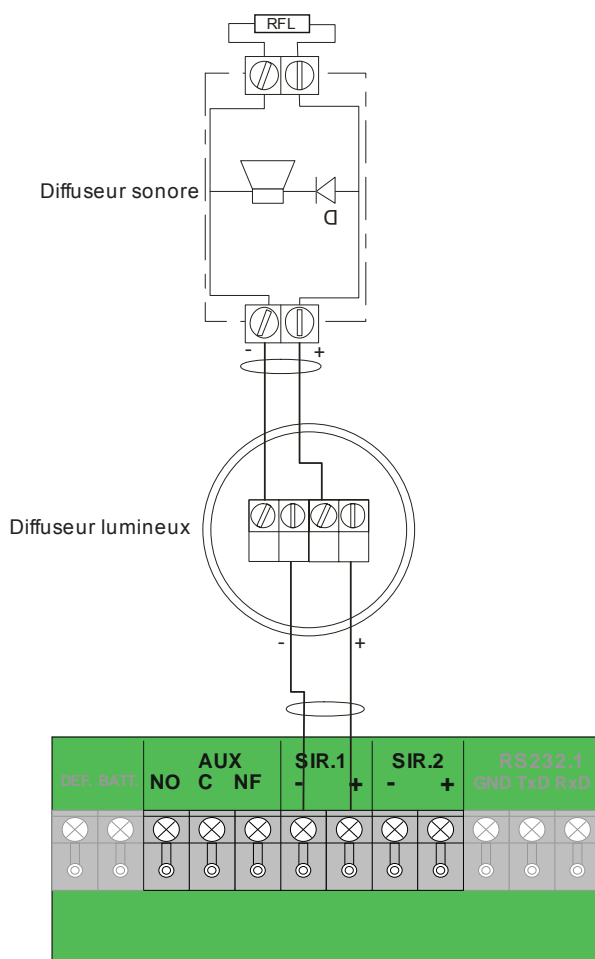 RFL
Diffuseur sonore
D
- +
Diffuseur lumineux
- +
AUX SIR.1 SIR.2 RS232.1
DEF. BATT. NO C NF - + - + GND TxD RxD